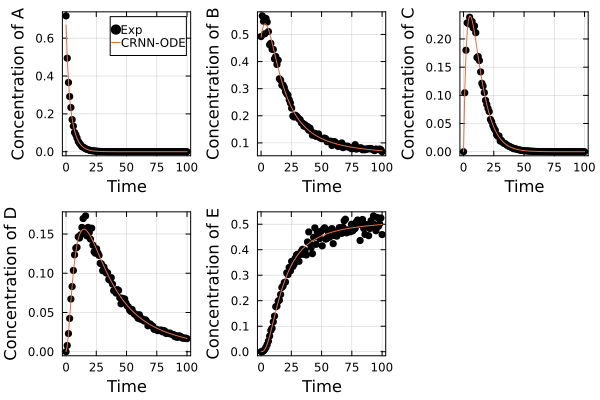 Concentration of A
0.6
0.4
0.2
0.0
0 25 50 75 100
Time
Exp
CRNN-ODE
Concentration of B
0.5
0.4
0.3
0.2
0.1
0 25 50 75 100
Time
Concentration of C
0.20
0.15
0.10
0.05
0.00
0 25 50 75 100
Time
Concentration of D
0.15
0.10
0.05
0.00
0 25 50 75 100
Time
Concentration of E
0.5
0.4
0.3
0.2
0.1
0.0
0 25 50 75 100
Time